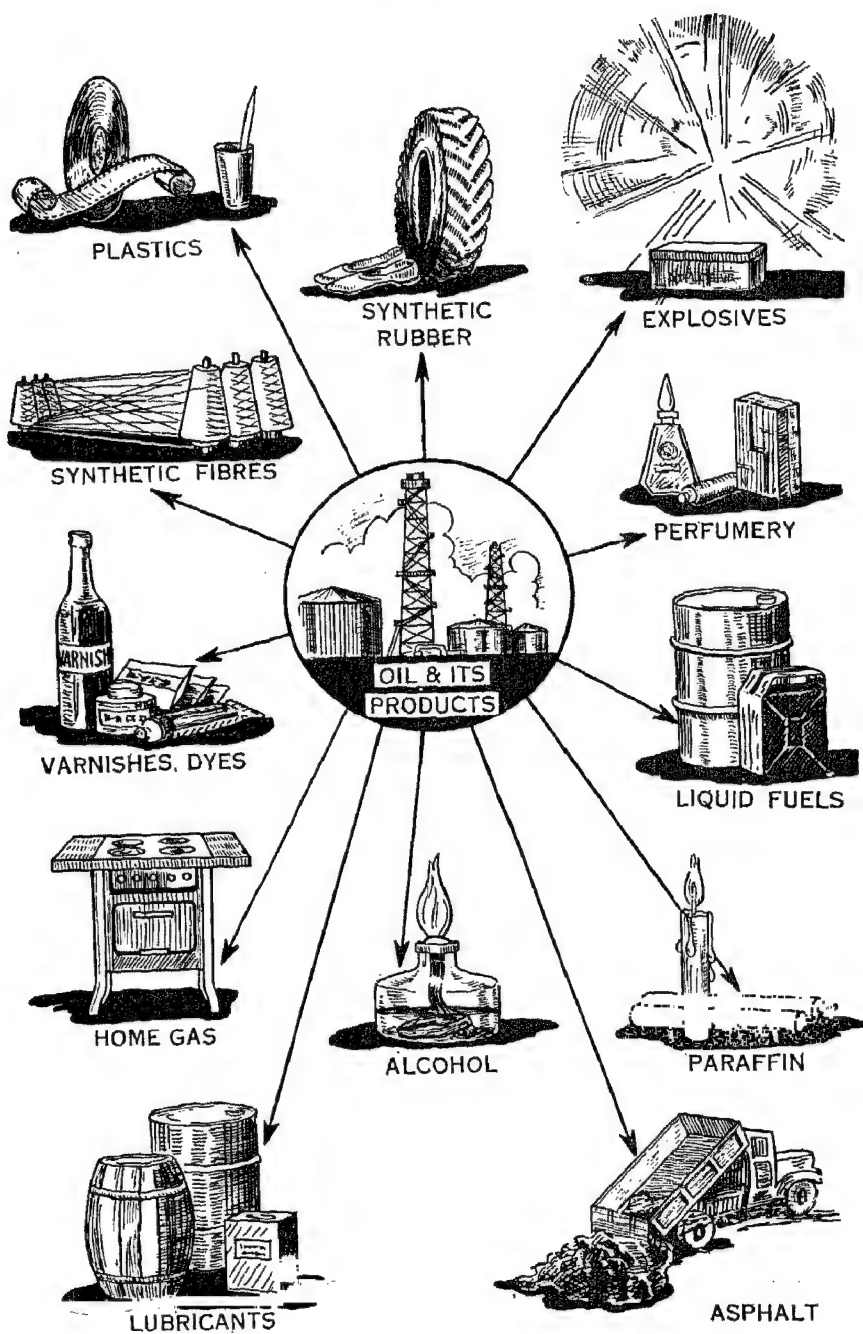 PLASTICS
SYNTHETIC
RUBBER
EXPLOSIVES
SYNTHETIC FIBRES
PERFUMERY
VARNISH
OIL & ITS
PRODUCTS
VARNISHES, DYES
LIQUID FUELS
HOME GAS
ALCOHOL
PARAFFIN
LUBRICANTS
ASPHALT